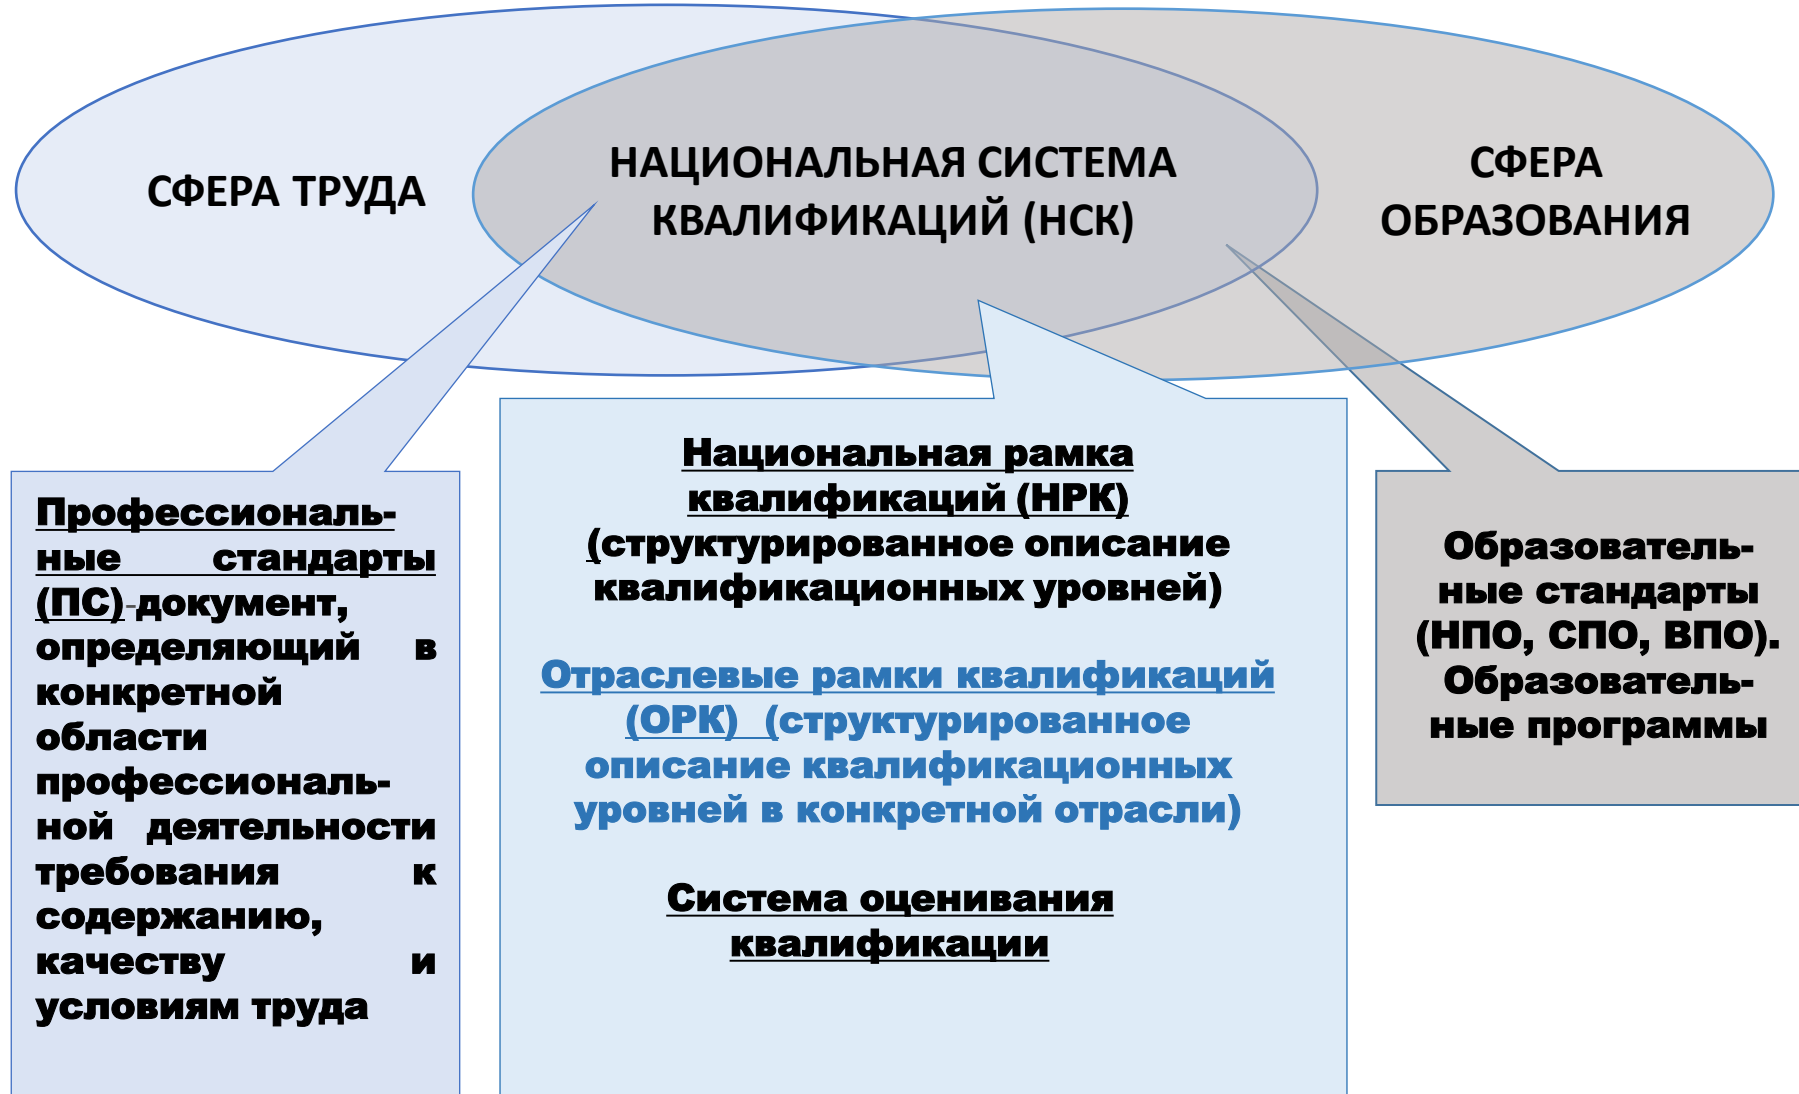 СФЕРА ТРУДА
НАЦИОНАЛЬНАЯ СИСТЕМА
КВАЛИФИКАЦИЙ (НСК)
СФЕРА
ОБРАЗОВАНИЯ
Профессиональ-
ные стандарты
(ПС)-документ,
определяющий в
конкретной
области
профессиональ-
ной деятельности
требования к
содержанию,
качеству и
условиям труда
Национальная рамка
квалификаций (НРК)
(структурированное описание
квалификационных уровней)
Отраслевые рамки квалификаций
(ОРК) (структурированное
описание квалификационных
уровней в конкретной отрасли)
Система оценивания
квалификации
Образователь-
ные стандарты
(НПО, СПО, ВПО).
Образователь-
ные программы